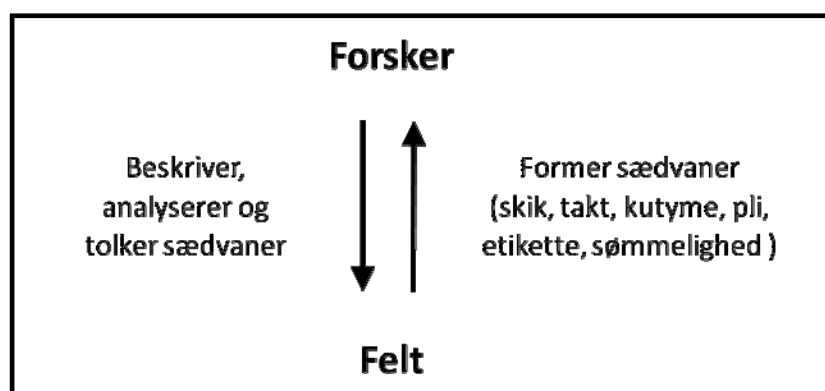 Forsker
Beskriver,
analyserer og
tolker sædvaner
Former sædvaner
(skik, takt, kutyme, pli,
etikette, sømmelighed )
Felt